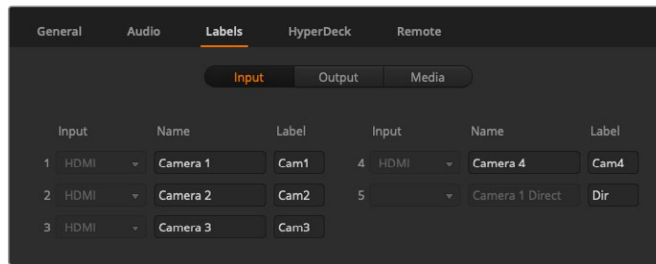 General Audio Labels HyperDeck Remote
Input Output Media
Input Name Label Input Name Label
1 HDMI Camera 1 Cam1 4 HDMI Camera 4 Cam4
2 HDMI Camera 2 Cam2 5 Camera 1 Direct Dir
3 HDMI Camera 3 Cam3